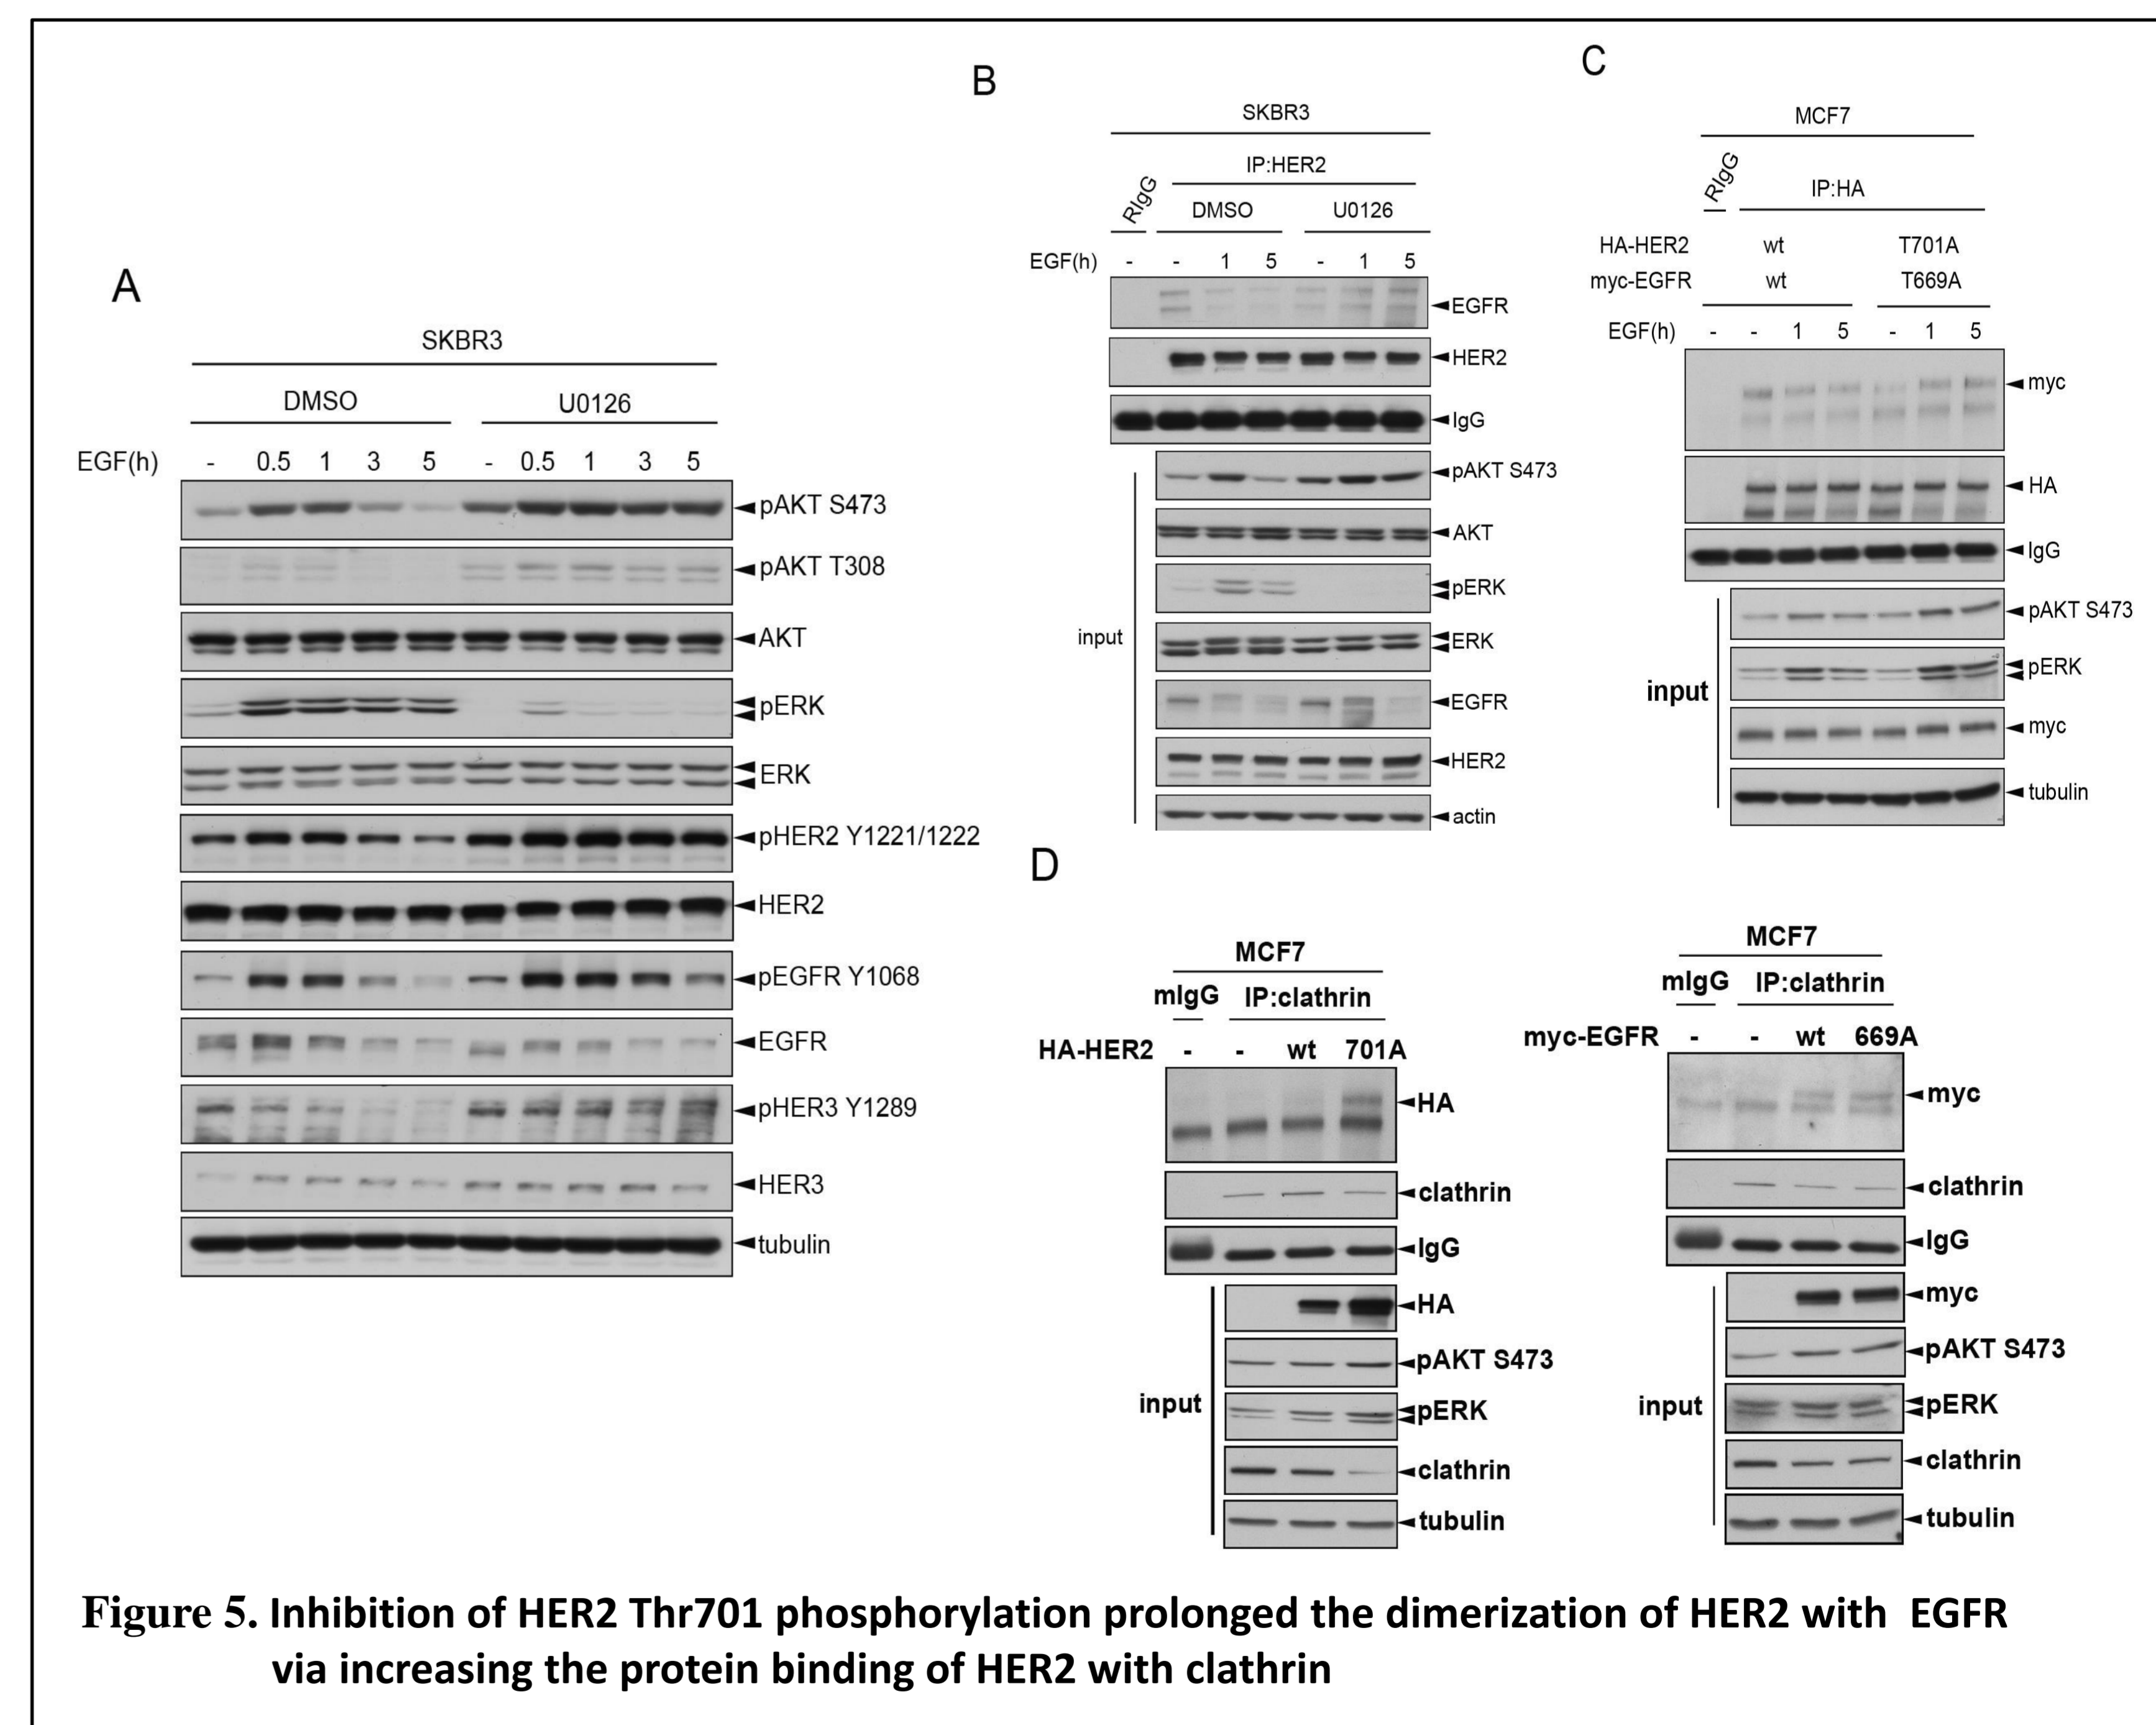 A
SKBR3
DMSO U0126
EGF(h) - 0.5 1 3 5 - 0.5 1 3 5
pAKT S473
pAKT T308
AKT
pERK
ERK
pHER2 Y1221/1222
HER2
pEGFR Y1068
EGFR
pHER3 Y1289
HER3
tubulin
B
SKBR3
IP:HER2
RIgG
DMSO U0126
EGF(h) - - 1 5 - 1 5
EGFR
HER2
IgG
input
pAKT S473
AKT
pERK
ERK
EGFR
HER2
actin
C
MCF7
RIgG
IP:HA
HA-HER2 wt T701A
myc-EGFR wt T669A
EGF(h) - - 1 5 - 1 5
myc
HA
IgG
input
pAKT S473
pERK
myc
tubulin
D
MCF7
mIgG IP:clathrin
HA-HER2 - - wt 701A
HA
clathrin
IgG
input
HA
pAKT S473
pERK
clathrin
tubulin
MCF7
mIgG IP:clathrin
myc-EGFR - - wt 669A
myc
clathrin
IgG
input
myc
pAKT S473
pERK
clathrin
tubulin
Figure 5. Inhibition of HER2 Thr701 phosphorylation prolonged the dimerization of HER2 with EGFR
via increasing the protein binding of HER2 with clathrin